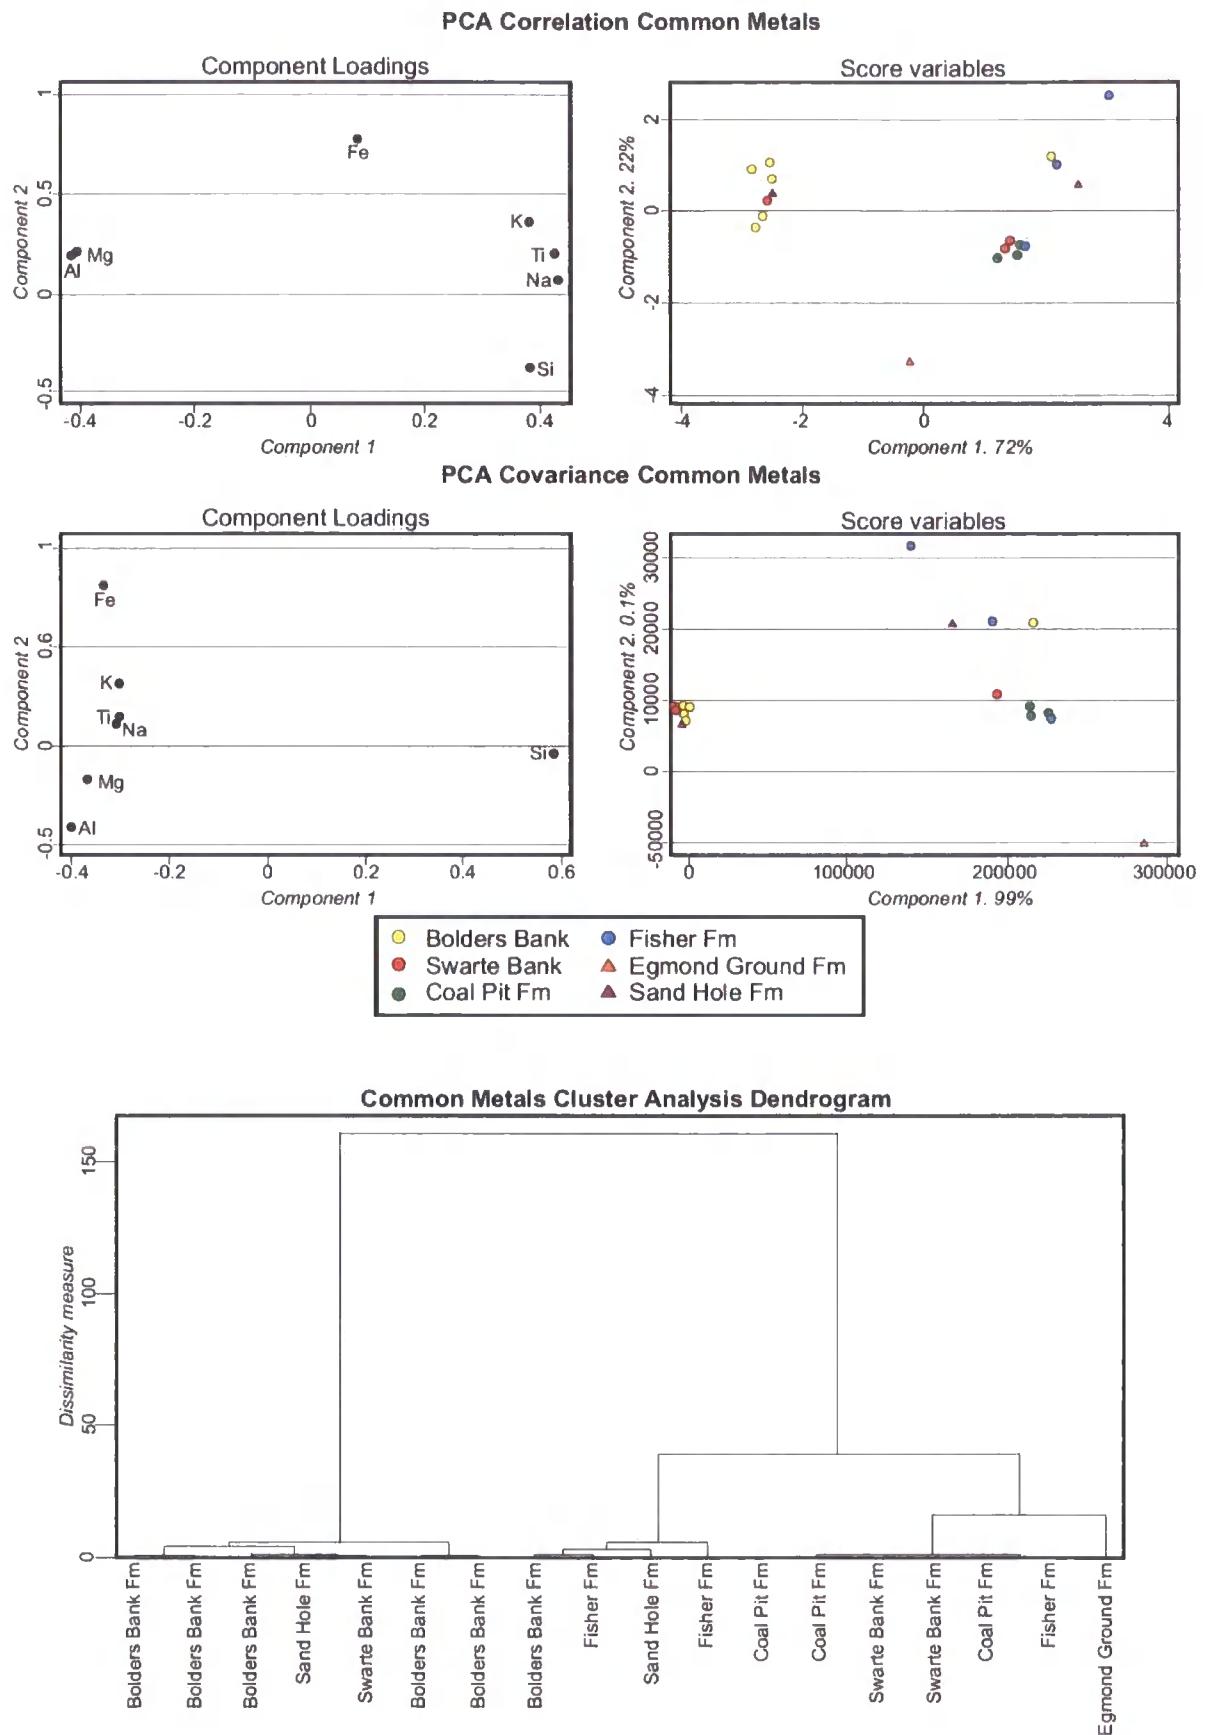 PCA Correlation Common Metals
Component Loadings
Score variables
1
0.5
0
-0.5
Component 2
Fe
K
Al
Mg
Ti
Na
Si
-0.4 -0.2 0 0.2 0.4
Component 1
2
0
-2
-4
Component 2. 22%
-4 -2 0 4
Component 1. 72%
PCA Covariance Common Metals
Component Loadings
Score variables
1
0.6
0
-0.5
Component 2
Fe
K
Ti
Na
Si
Mg
Al
-0.4 -0.2 0 0.2 0.4 0.6
Component 1
30000
20000
10000
0
-50000
Component 2. 0.1%
0 100000 200000 300000
Component 1. 99%
Bolders Bank
Fisher Fm
Swarte Bank
Egmond Ground Fm
Coal Pit Fm
Sand Hole Fm
Common Metals Cluster Analysis Dendrogram
150
100
50
0
Dissimilarity measure
Bolders Bank Fm
Bolders Bank Fm
Bolders Bank Fm
Sand Hole Fm
Swarte Bank Fm
Bolders Bank Fm
Bolders Bank Fm
Bolders Bank Fm
Fisher Fm
Sand Hole Fm
Fisher Fm
Coal Pit Fm
Coal Pit Fm
Swarte Bank Fm
Swarte Bank Fm
Coal Pit Fm
Fisher Fm
Egmond Ground Fm